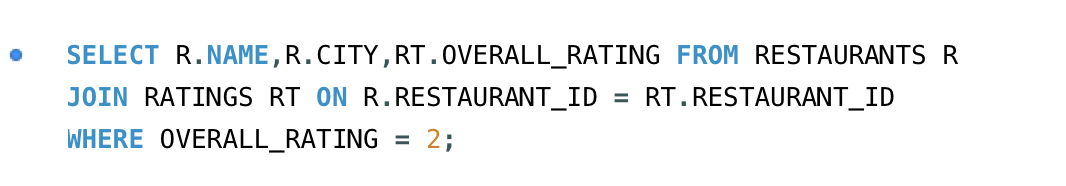 SELECT R.NAME,R.CITY,RT.OVERALL_RATING FROM RESTAURANTS R
JOIN RATINGS RT ON R.RESTAURANT_ID = RT.RESTAURANT_ID
WHERE OVERALL_RATING = 2;